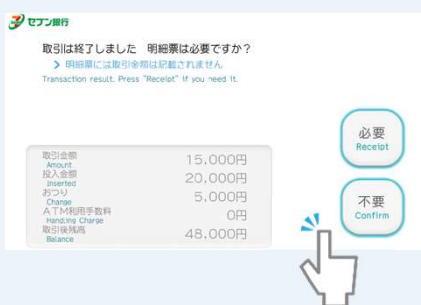 セブン銀行
取引は終了しました 明細票は必要ですか？
明細票には取引金額は記載されません
Transaction result. Press "Receipt" if you need it.
取引金額 15,000円
Amount
投入金額 20,000円
Inserted
おつり 5,000円
Change
ATM利用手数料 0円
Handling Charge
取引後残高 48,000円
Balance
必要
Receipt
不要
Confirm